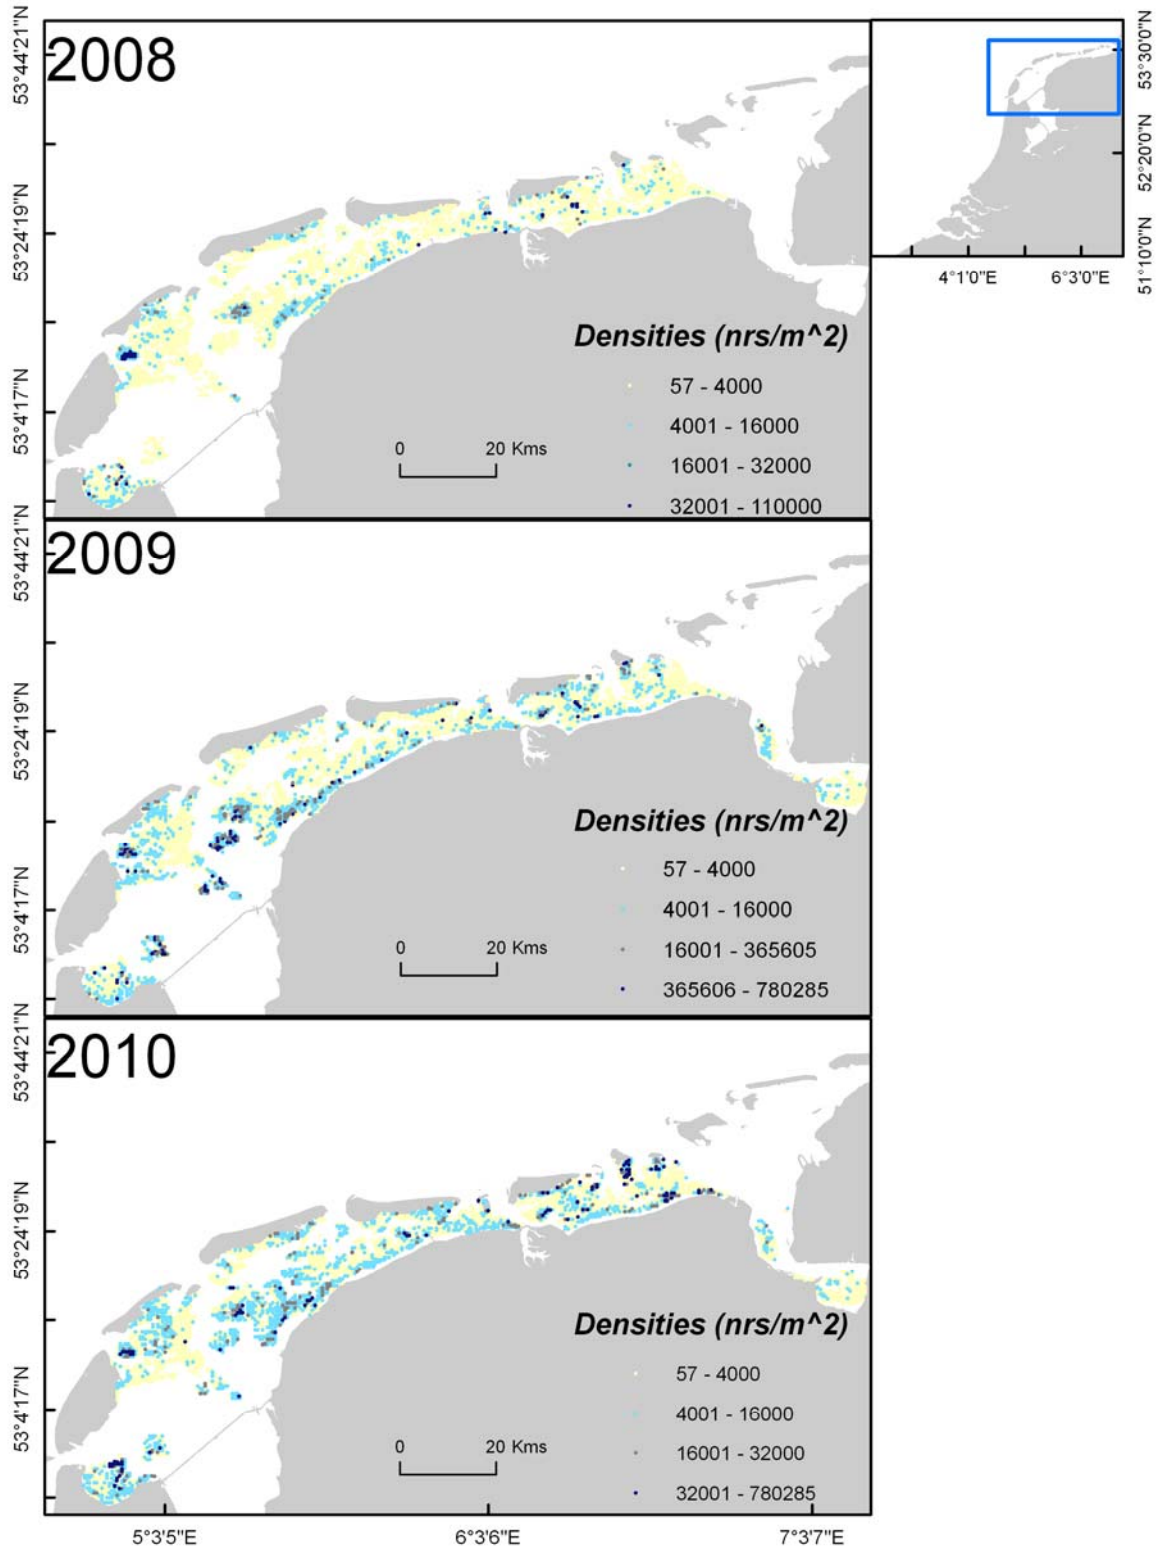 2008
53°44'21"N
53°24'19"N
53°4'17"N
Densities (nrs/m^2)
57 - 4000
4001 - 16000
16001 - 32000
32001 - 110000
0 20 Kms
53°30'0"N
52°20'0"N
51°10'0"N
4°1'0"E 6°3'0"E
2009
53°44'21"N
53°24'19"N
53°4'17"N
Densities (nrs/m^2)
57 - 4000
4001 - 16000
16001 - 365605
365606 - 780285
0 20 Kms
2010
53°44'21"N
53°24'19"N
53°4'17"N
Densities (nrs/m^2)
57 - 4000
4001 - 16000
16001 - 32000
32001 - 780285
0 20 Kms
5°3'5"E 6°3'6"E 7°3'7"E